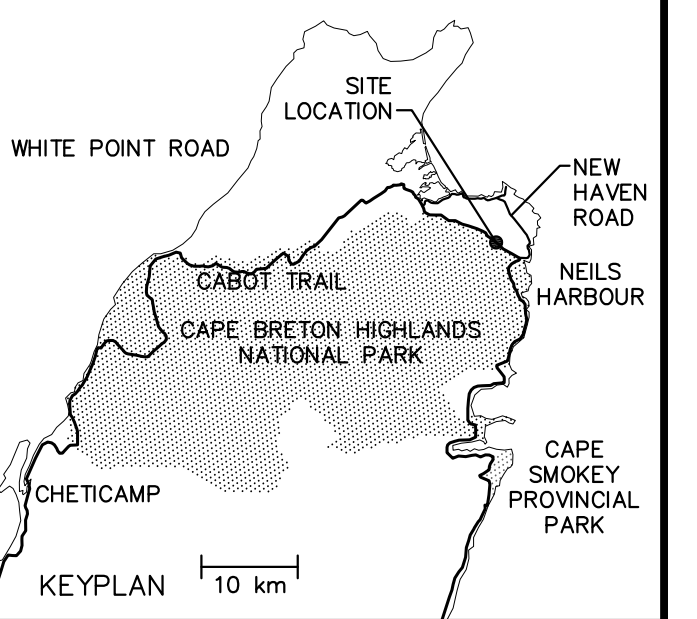 SITE
LOCATION
WHITE POINT ROAD
NEW
HAVEN
ROAD
NEILS
HARBOUR
CABOT TRAIL
CAPE BRETON HIGHLANDS
NATIONAL PARK
CAPE
SMOKEY
PROVINCIAL
PARK
CHETICAMP
KEYPLAN
10 km